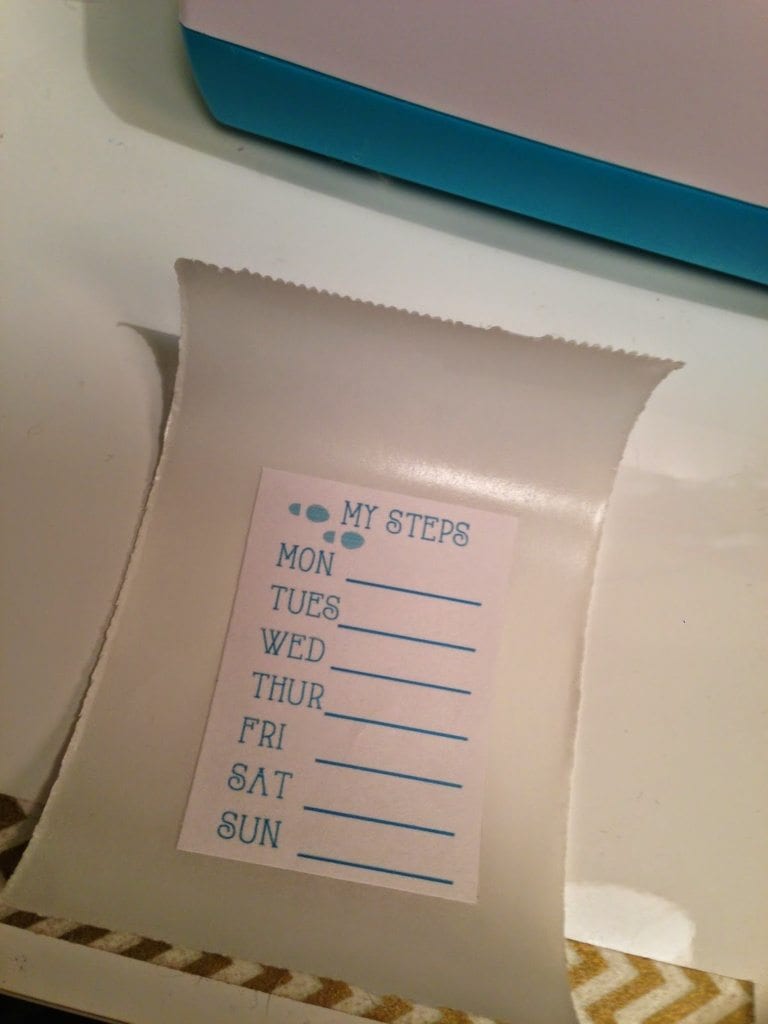 MY STEPS
MON
TUES
WED
THUR
FRI
SAT
SUN